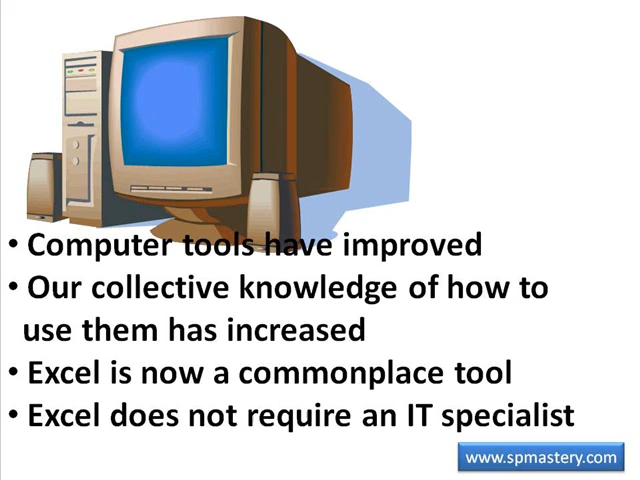 • Computer tools have improved
• Our collective knowledge of how to
use them has increased
• Excel is now a commonplace tool
• Excel does not require an IT specialist
www.spmastery.com